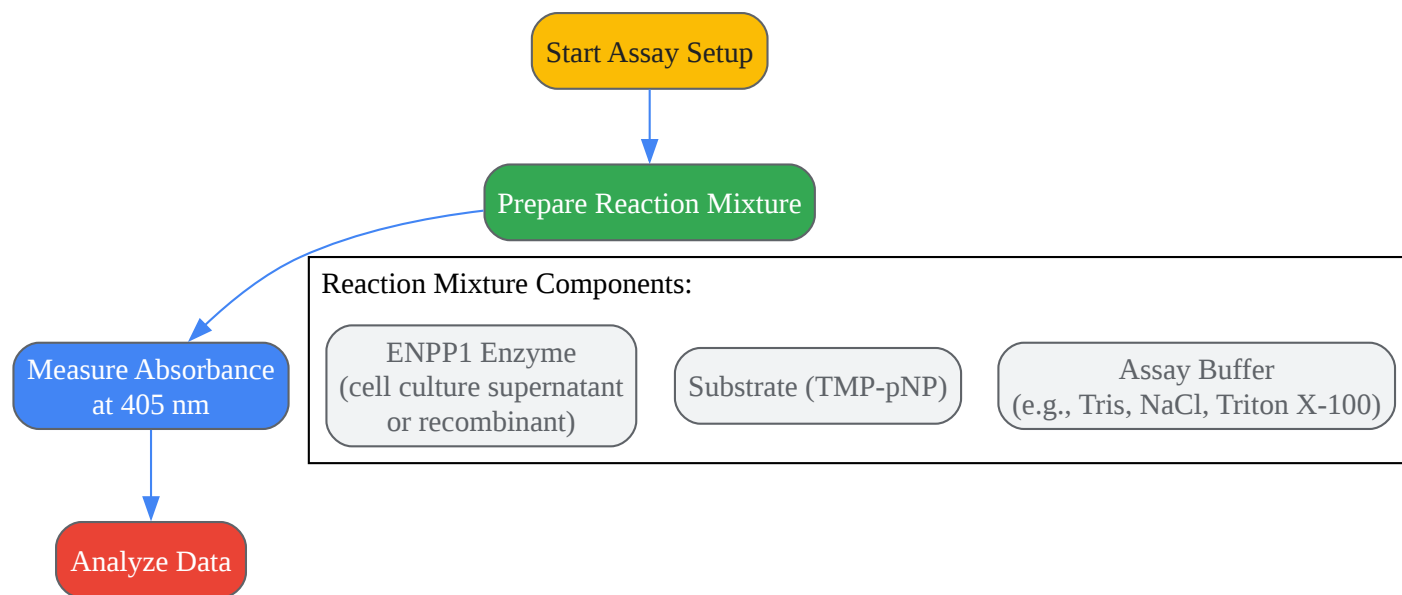 Start Assay Setup
Prepare Reaction Mixture
Reaction Mixture Components:
ENPP1 Enzyme
(cell culture supernatant
or recombinant)
Substrate (TMP-pNP)
Assay Buffer
(e.g., Tris, NaCl, Triton X-100)
Measure Absorbance
at 405 nm
Analyze Data